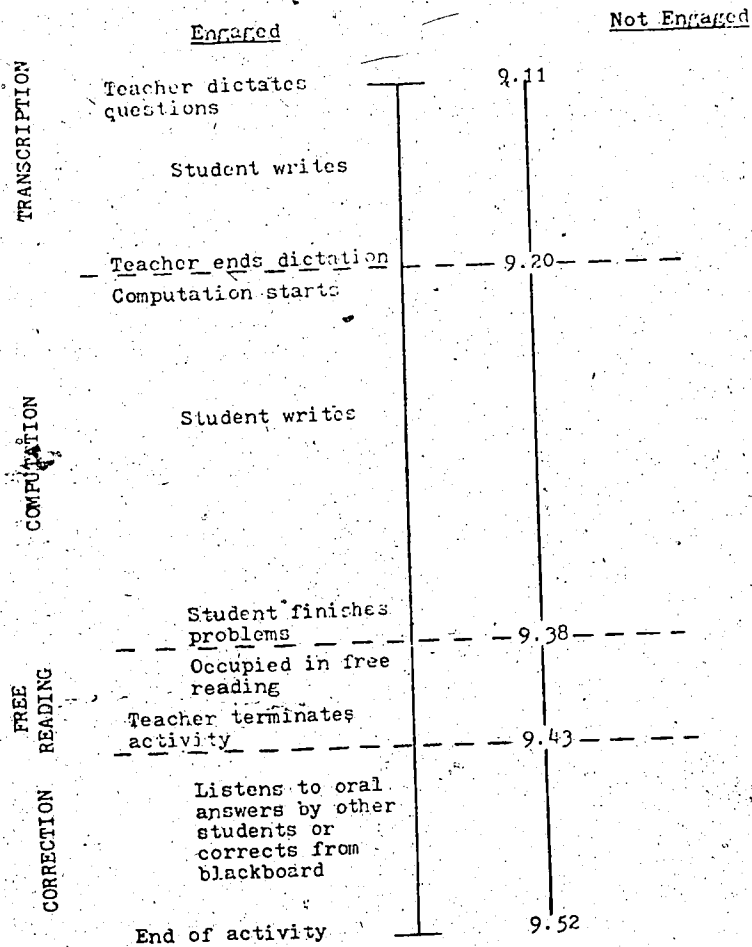 Engaged
Not Engaged
TRANSCRIPTION
Teacher dictates
questions
9.11
Student writes
Teacher ends dictation
9.20
Computation starts
COMPUTATION
Student writes
Student finishes
problems
9.38
FREE
READING
Occupied in free
reading
Teacher terminates
activity
9.43
CORRECTION
Listens to oral
answers by other
students or
corrects from
blackboard
End of activity
9.52